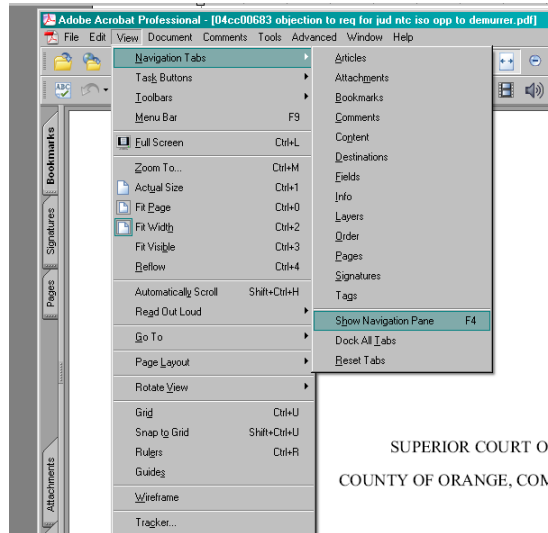 Adobe Acrobat Professional - [04cc00683 objection to req for jud ntc iso opp to demurrer.pdf]
File Edit View Document Comments Tools Advanced Window Help
Navigation Tabs
Task Buttons
Toolbars
Menu Bar F9
Full Screen Ctrl+L
Zoom To... Ctrl+M
Actual Size Ctrl+1
Fit Page Ctrl+0
Fit Width Ctrl+2
Fit Visible Ctrl+3
Reflow Ctrl+4
Automatically Scroll Shift+Ctrl+H
Read Out Loud
Go To
Page Layout
Rotate View
Grid Ctrl+U
Snap to Grid Shift+Ctrl+U
Rulers Ctrl+R
Guides
Wireframe
Tracker...
Articles
Attachments
Bookmarks
Comments
Content
Destinations
Fields
Info
Layers
Order
Pages
Signatures
Tags
Show Navigation Pane F4
Dock All Tabs
Reset Tabs
ABC
Bookmarks
Signatures
Pages
Attachments
SUPERIOR COURT O
COUNTY OF ORANGE, COM